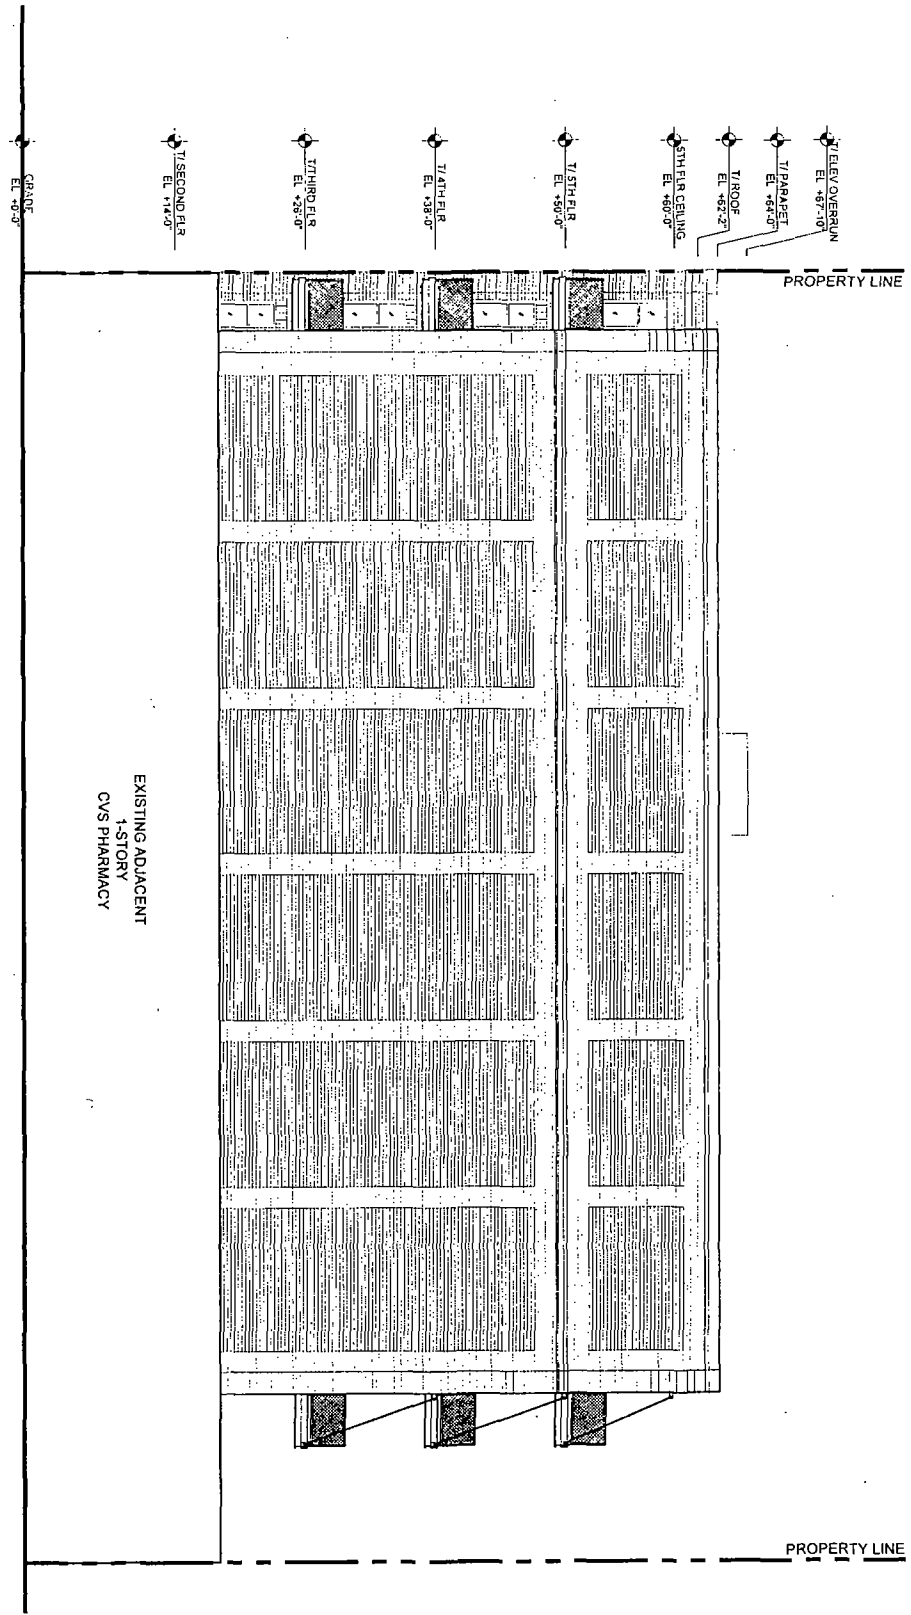 T/ ELEV OVERRUN
EL +67'-10"
T/ PARAPET
EL +64'-0"
T/ ROOF
EL +62'-2"
5TH FLR CEILING
EL +60'-0"
T/ 5TH FLR
EL +50'-0"
T/ 4TH FLR
EL +38'-0"
T/ THIRD FLR
EL +26'-0"
T/ SECOND FLR
EL +14'-0"
GRADE
EL +0'-0"
PROPERTY LINE
EXISTING ADJACENT
1-STORY
CVS PHARMACY
PROPERTY LINE